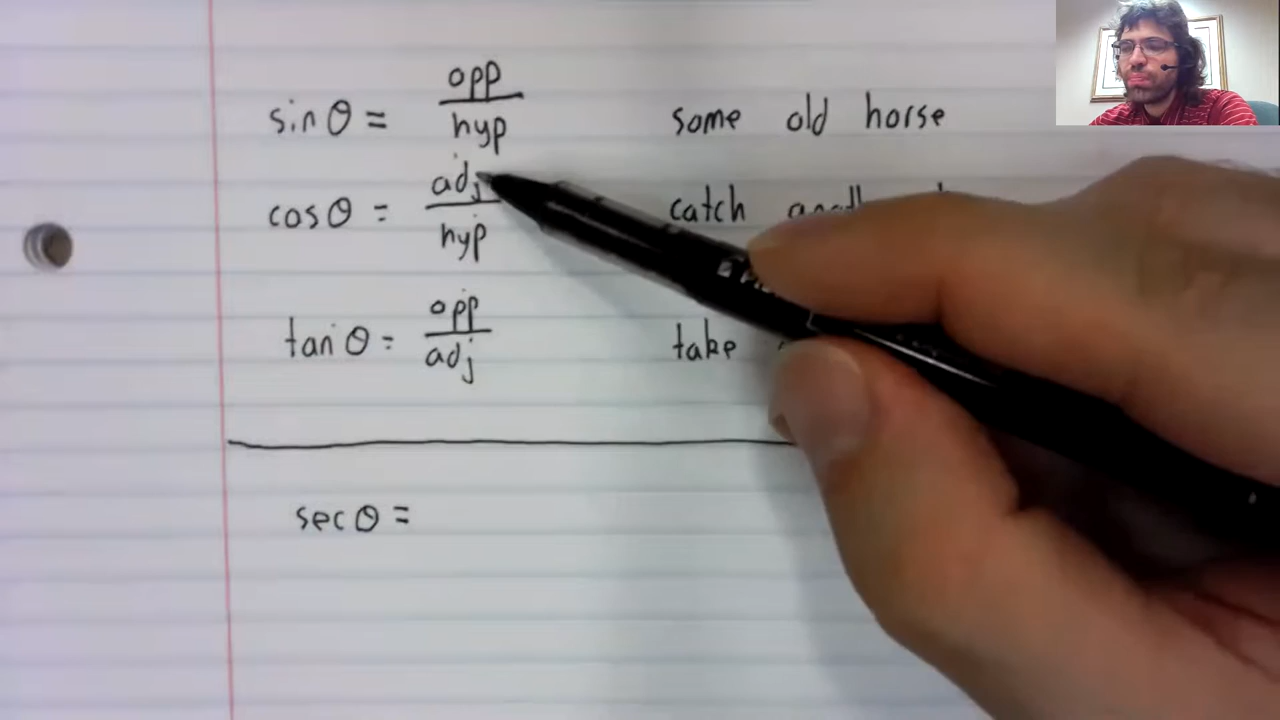 sin θ = opp/hyp some old horse
cos θ = adj/hyp catch
tan θ = opp/adj take
sec θ =